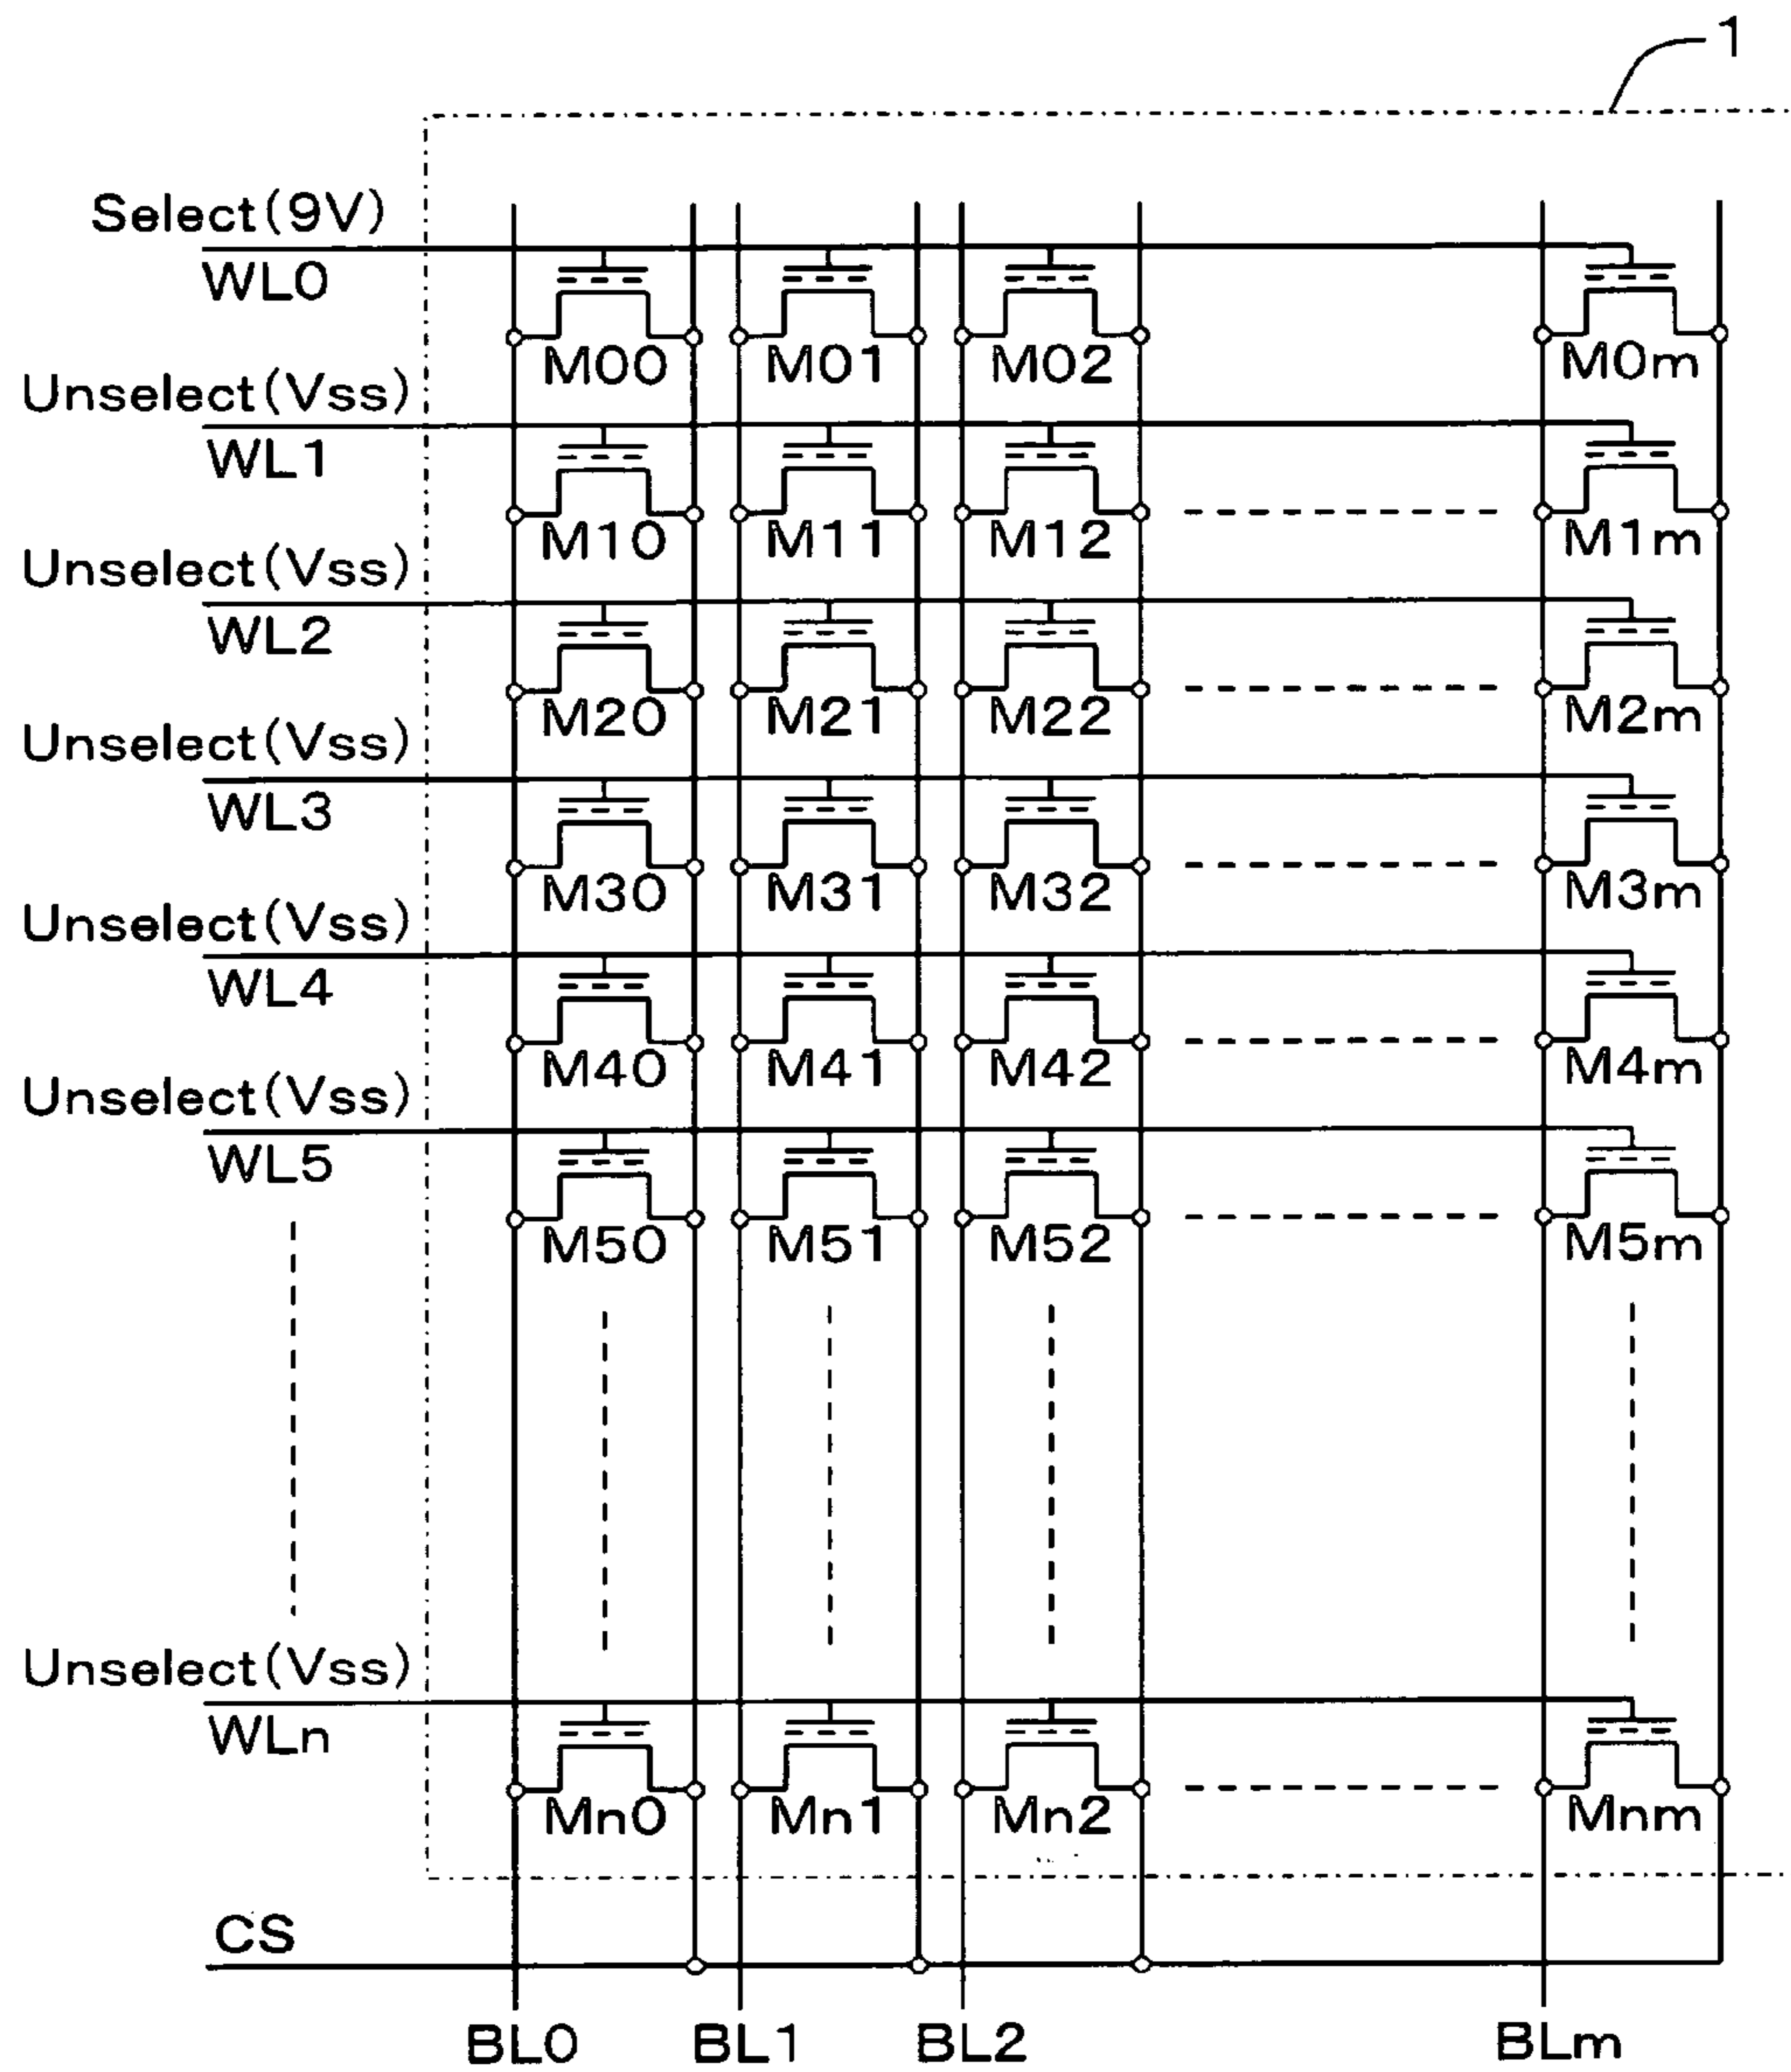 1
Select(9V)
WL0
M00 M01 M02 M0m
Unselect(Vss)
WL1
M10 M11 M12 M1m
Unselect(Vss)
WL2
M20 M21 M22 M2m
Unselect(Vss)
WL3
M30 M31 M32 M3m
Unselect(Vss)
WL4
M40 M41 M42 M4m
Unselect(Vss)
WL5
M50 M51 M52 M5m
Unselect(Vss)
WLn
Mn0 Mn1 Mn2 Mnm
CS
BL0 BL1 BL2 BLm